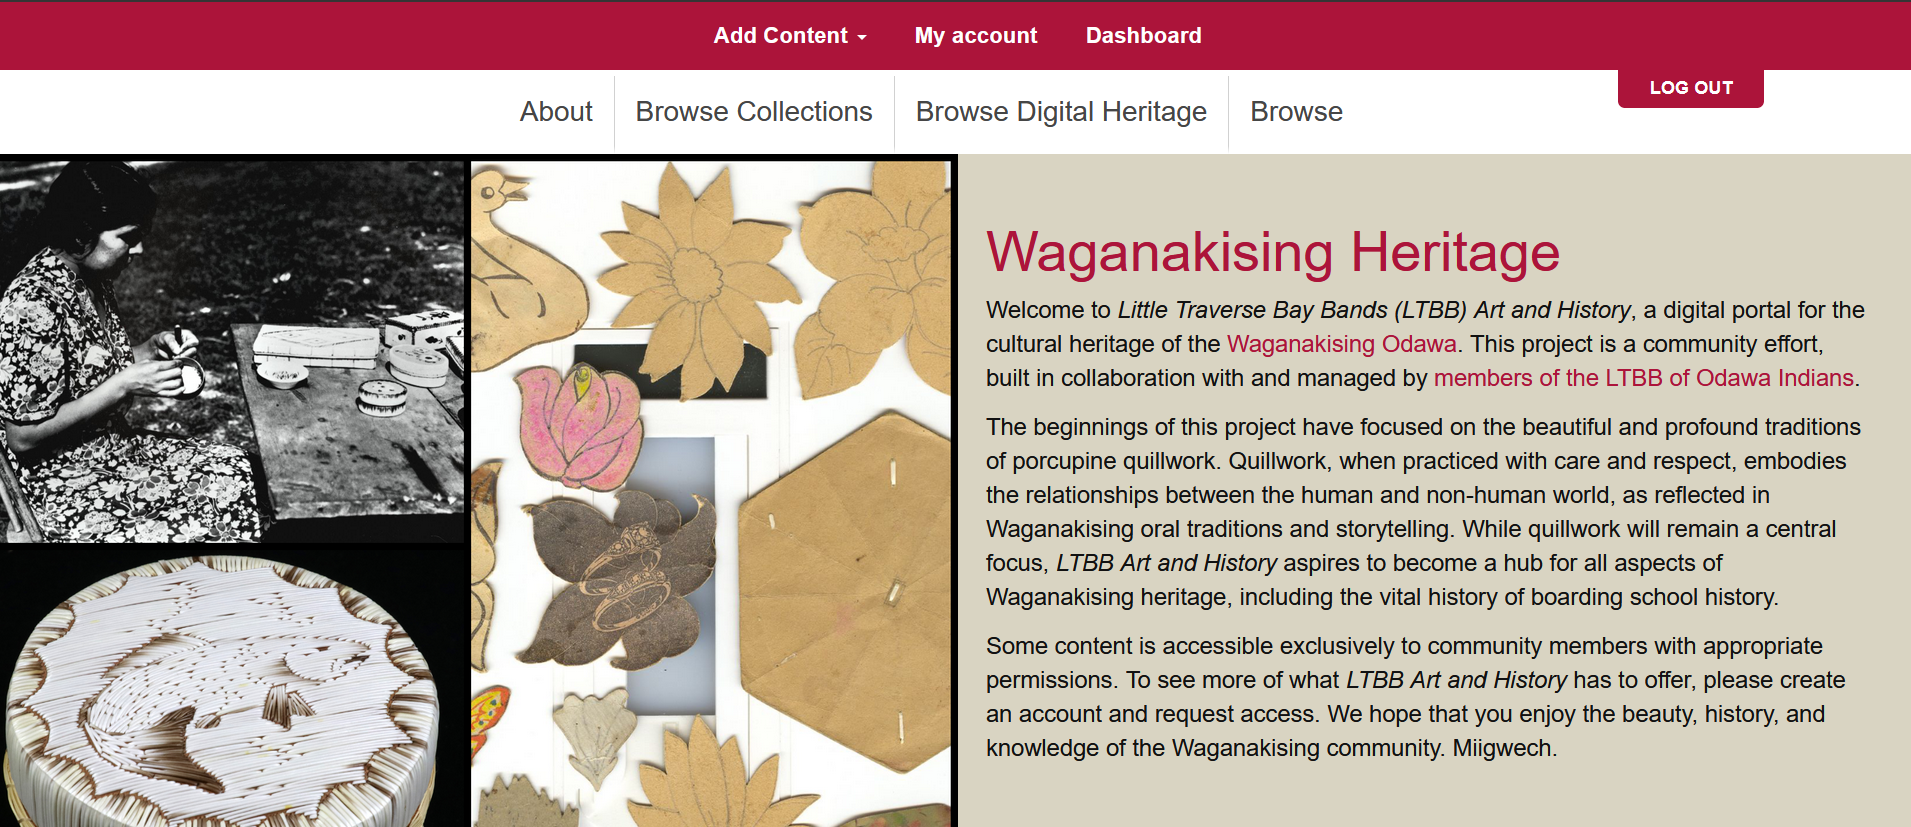 Add Content
My account
Dashboard
LOG OUT
About
Browse Collections
Browse Digital Heritage
Browse
Waganakising Heritage
Welcome to Little Traverse Bay Bands (LTBB) Art and History, a digital portal for the
cultural heritage of the Waganakising Odawa. This project is a community effort,
built in collaboration with and managed by members of the LTBB of Odawa Indians.
The beginnings of this project have focused on the beautiful and profound traditions
of porcupine quillwork. Quillwork, when practiced with care and respect, embodies
the relationships between the human and non-human world, as reflected in
Waganakising oral traditions and storytelling. While quillwork will remain a central
focus, LTBB Art and History aspires to become a hub for all aspects of
Waganakising heritage, including the vital history of boarding school history.
Some content is accessible exclusively to community members with appropriate
permissions. To see more of what LTBB Art and History has to offer, please create
an account and request access. We hope that you enjoy the beauty, history, and
knowledge of the Waganakising community. Miigwech.